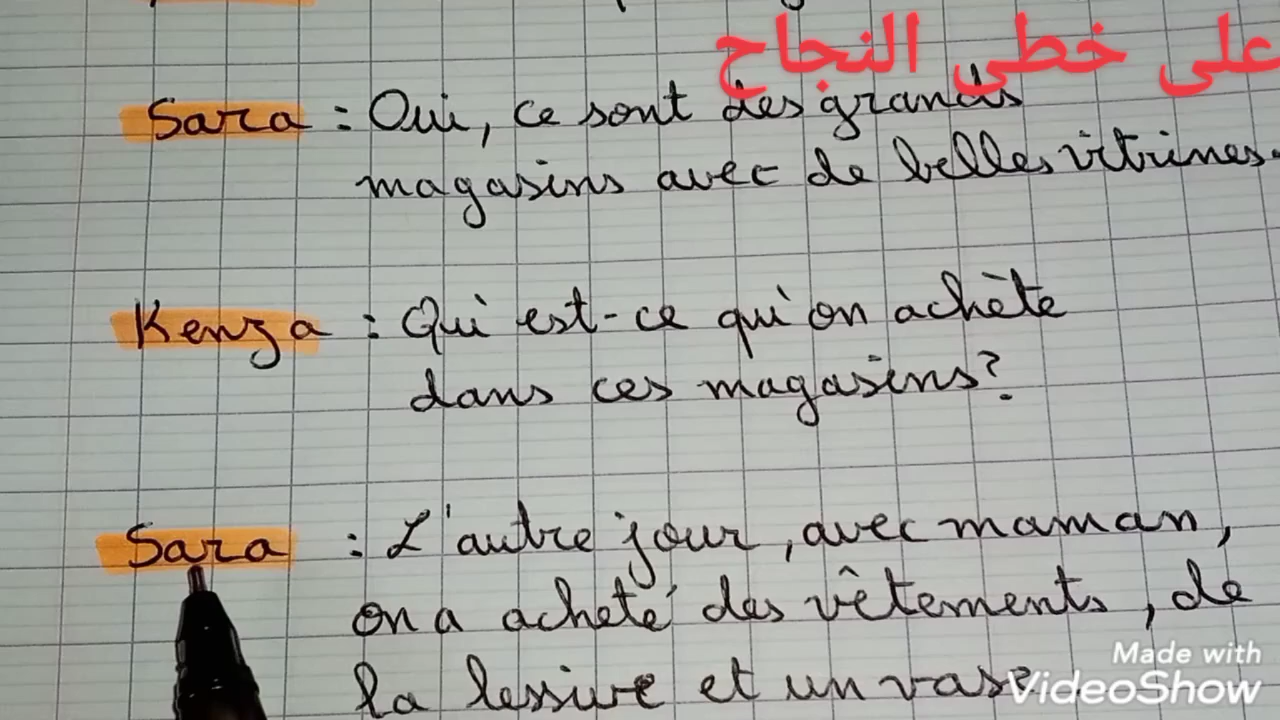 على خطى النجاح
Sara : Oui, ce sont des grands
magasins avec de belles vitrines.
Kenza : Qui est-ce qu'on achète
dans ces magasins?
Sara : L'autre jour, avec maman,
on a acheté des vêtements, de
la lessive et un vase
Made with
VideoShow